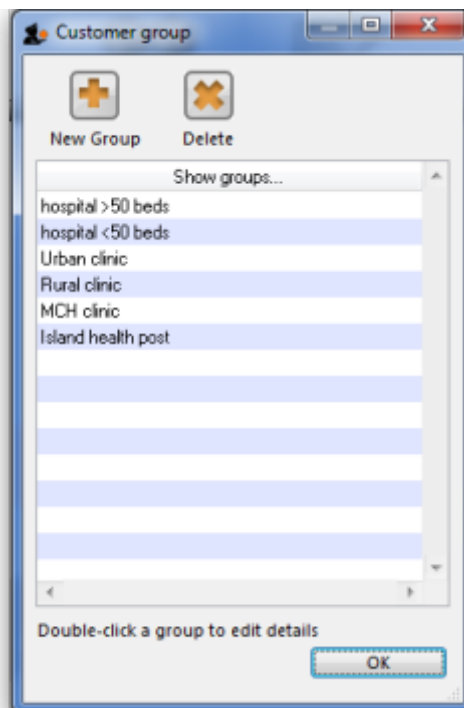 Customer group
New Group Delete
Show groups...
hospital >50 beds
hospital <50 beds
Urban clinic
Rural clinic
MCH clinic
Island health post
Double-click a group to edit details
OK